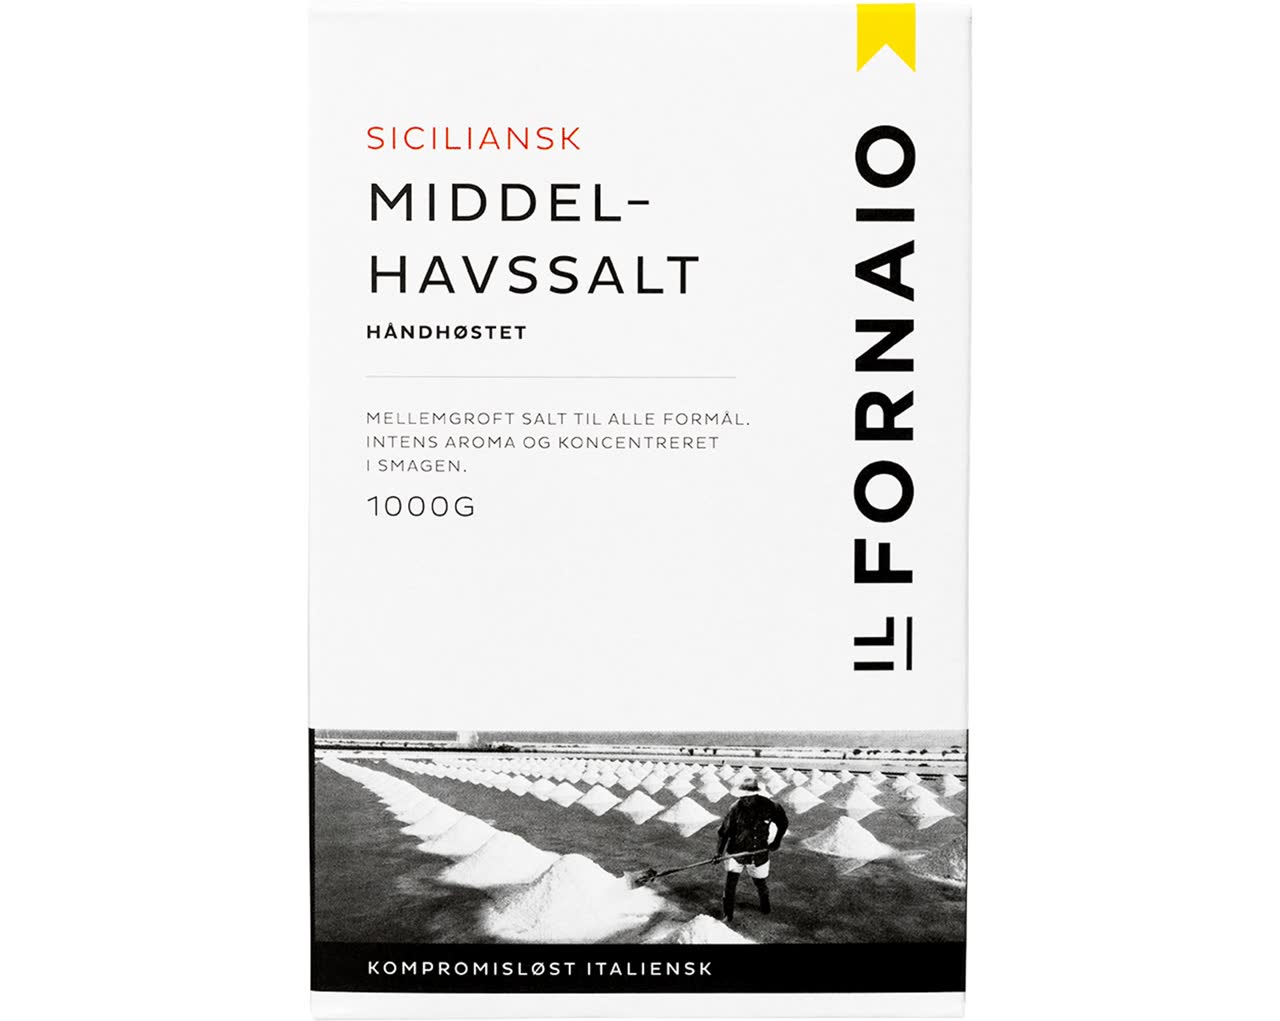 SICILIANSK
MIDDEL-
HAVSSALT
HÅNDHØSTET
MELLEMGROFT SALT TIL ALLE FORMÅL.
INTENS AROMA OG KONCENTRERET
I SMAGEN.
1000G
IL FORNAIO
KOMPROMISLØST ITALIENSK